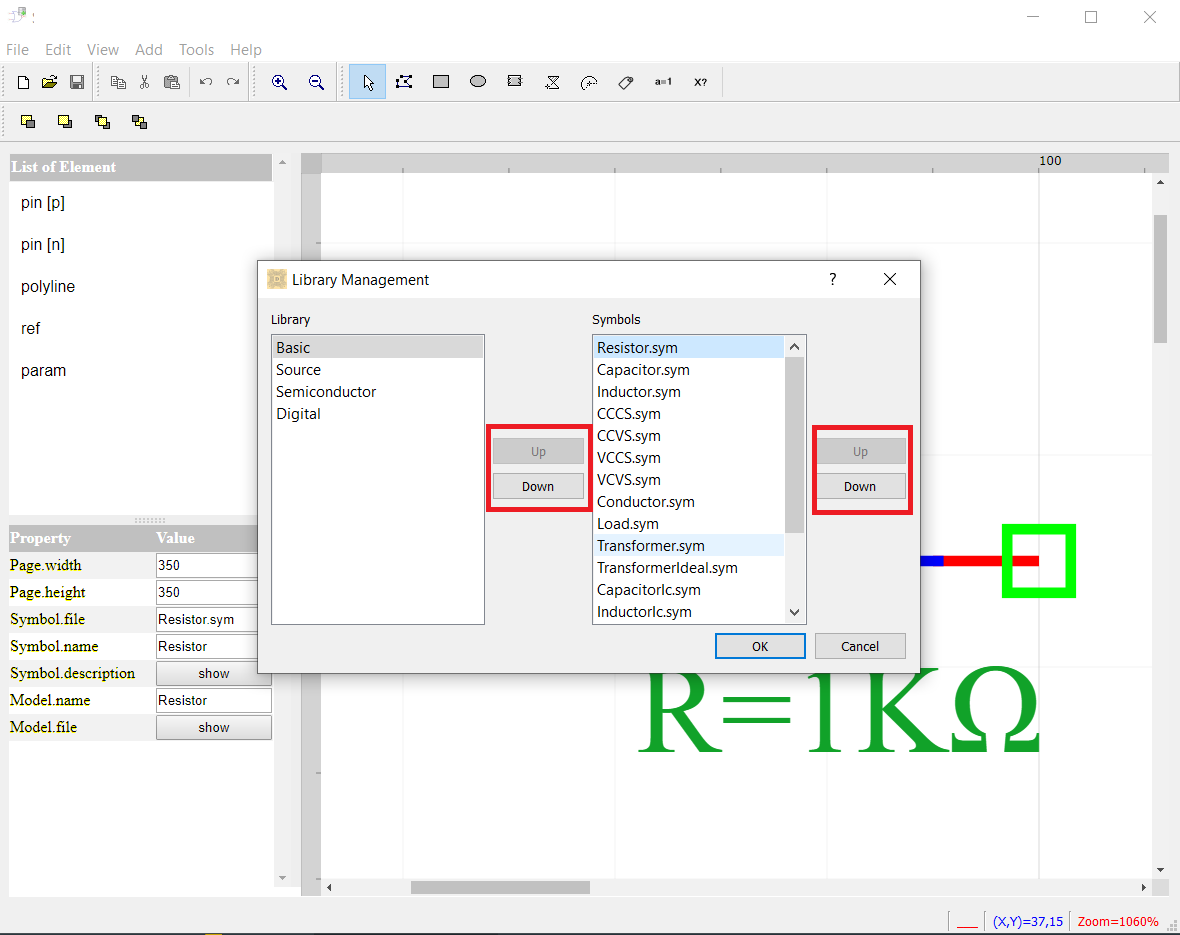 File Edit View Add Tools Help
a=1 X?
List of Element
pin [p]
pin [n]
polyline
ref
param
Property Value
Page.width 350
Page.height 350
Symbol.file Resistor.sym
Symbol.name Resistor
Symbol.description show
Model.name Resistor
Model.file show
100
Library Management ?
Library
Basic
Source
Semiconductor
Digital
Up
Down
Symbols
Resistor.sym
Capacitor.sym
Inductor.sym
CCCS.sym
CCVS.sym
VCCS.sym
VCVS.sym
Conductor.sym
Load.sym
Transformer.sym
TransformerIdeal.sym
CapacitorIc.sym
InductorIc.sym
Up
Down
OK Cancel
R=1KΩ
(X,Y)=37,15 Zoom=1060%